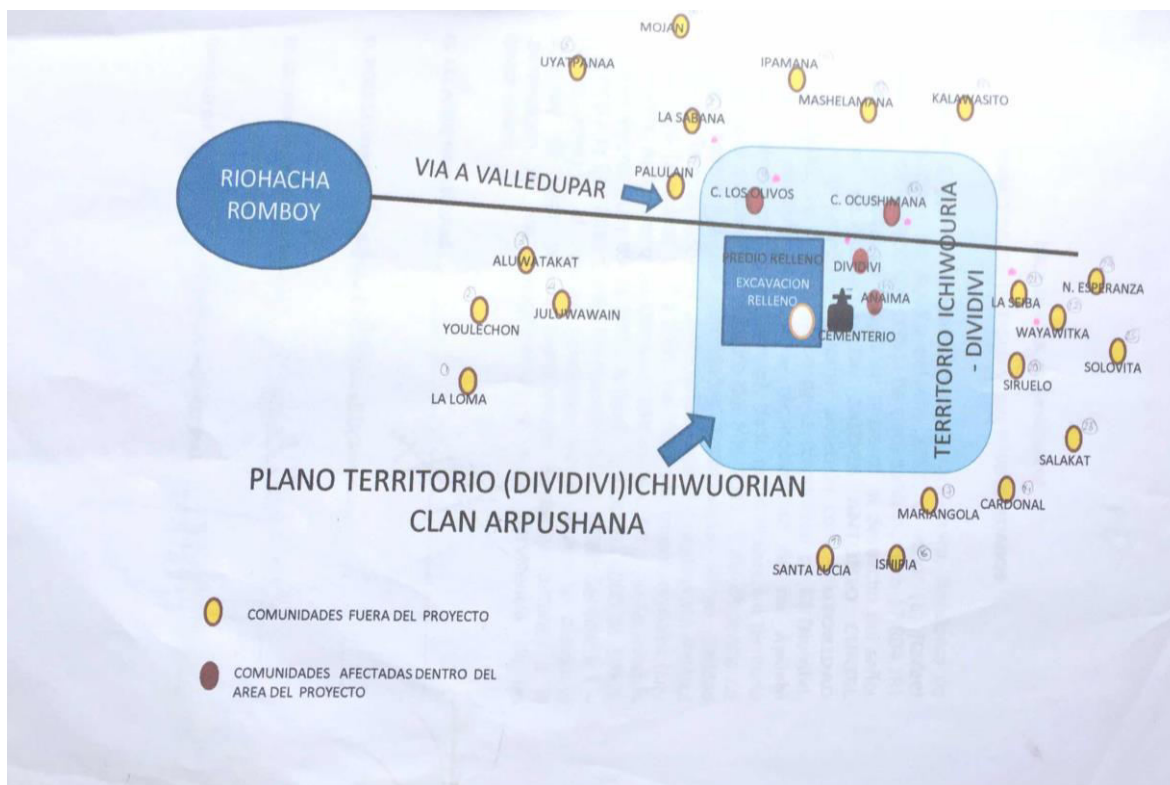 MOJAN
UYATPANAA
IPAMANA
MASHELAMANA
KALAWASITO
LA SABANA
RIOHACHA
ROMBOY
VIA A VALLEDUPAR
PALULAIN
C. LOS OLIVOS
C. OCUSHIMANA
TERRITORIO ICHIWOURIA
- DIVIDIVI
ALUWATAKAT
PREDIO RELLENO
DIVIDIVI
EXCAVACION
RELLENO
ANAIMA
CEMENTERIO
YOULECHON
JULUWAWAIN
LA LOMA
LA SEIBA
N. ESPERANZA
WAYAWITKA
SOLOVITA
SIRUELO
SALAKAT
CARDONAL
MARIANGOLA
SANTA LUCIA
ISHIPIA
PLANO TERRITORIO (DIVIDIVI)ICHIWUORIAN
CLAN ARPUSHANA
COMUNIDADES FUERA DEL PROYECTO
COMUNIDADES AFECTADAS DENTRO DEL
AREA DEL PROYECTO